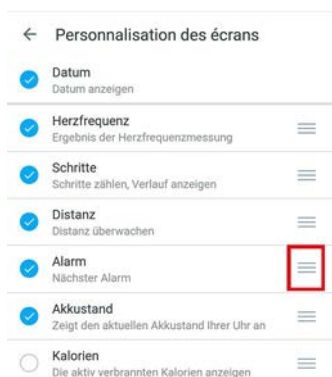 Personnalisation des écrans
Datum
Datum anzeigen
Herzfrequenz
Ergebnis der Herzfrequenzmessung
Schritte
Schritte zählen, Verlauf anzeigen
Distanz
Distanz überwachen
Alarm
Nächster Alarm
Akkustand
Zeigt den aktuellen Akkustand Ihrer Uhr an
Kalorien
Die aktiv verbrannten Kalorien anzeigen